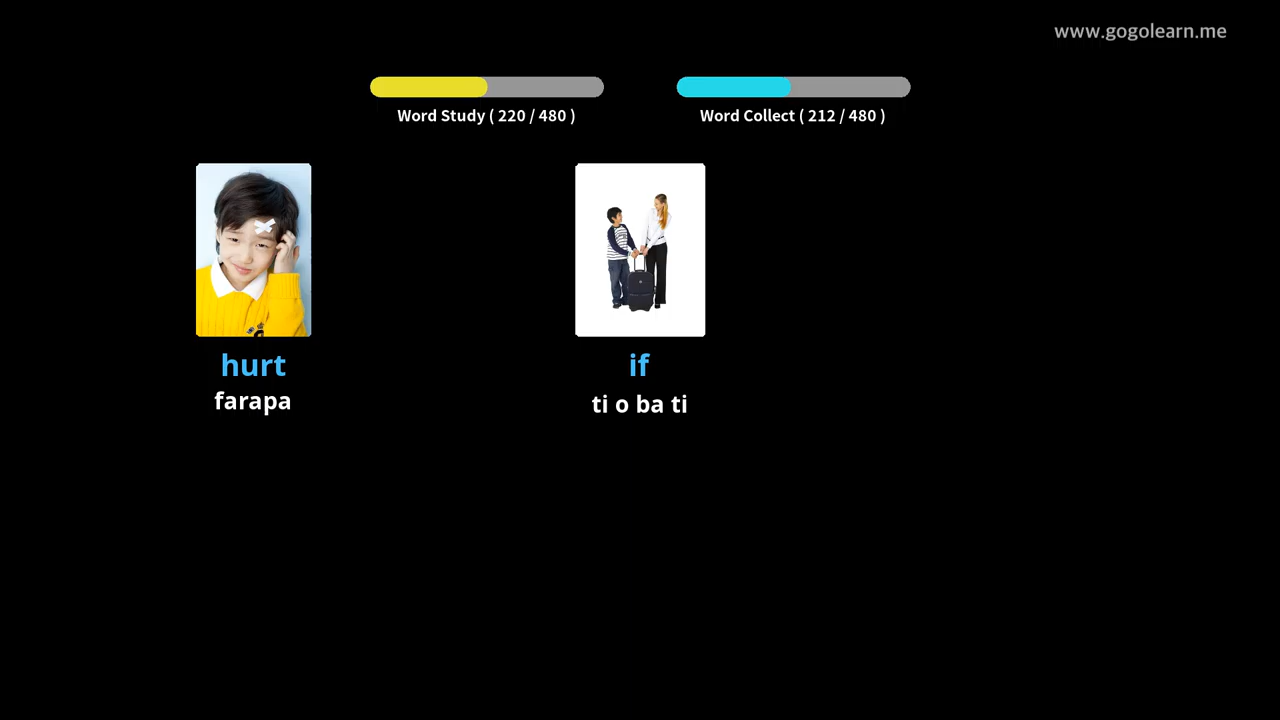 www.gogolearn.me
Word Study ( 220 / 480 )
Word Collect ( 212 / 480 )
hurt
farapa
if
ti o ba ti